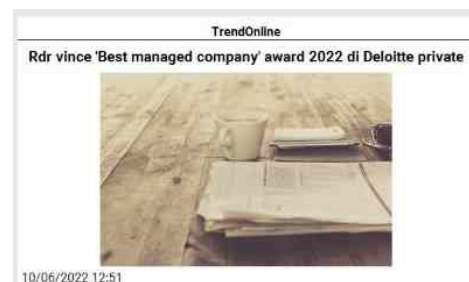 TrendOnline
Rdr vince 'Best managed company' award 2022 di Deloitte private
10/06/2022 12:51